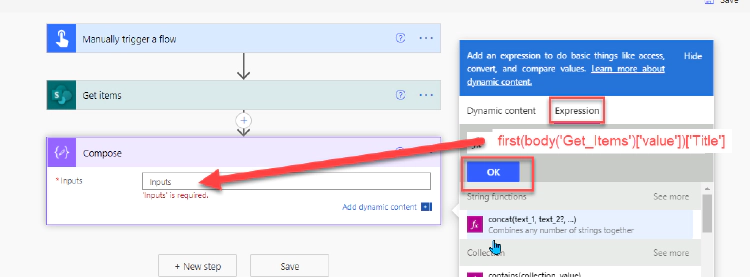 Save
Manually trigger a flow
Get items
Compose
* Inputs
Inputs
'Inputs' is required.
Add dynamic content
+ New step
Save
Add an expression to do basic things like access,
convert, and compare values. Learn more about
dynamic content.
Hide
Dynamic content
Expression
first(body('Get_Items')['value'])['Title']
OK
String functions
See more
fx
concat(text_1, text_2?, ...)
Combines any number of strings together
Collection
See more
contains(collection, value)